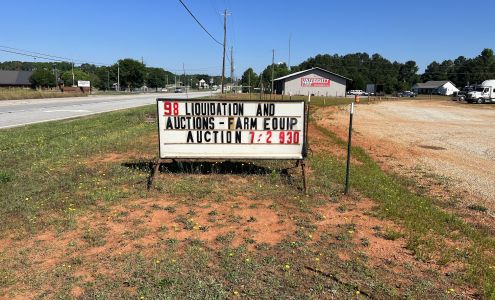 98 LIQUIDATION AND
AUCTIONS - FARM EQUIP
AUCTION 7:2 930